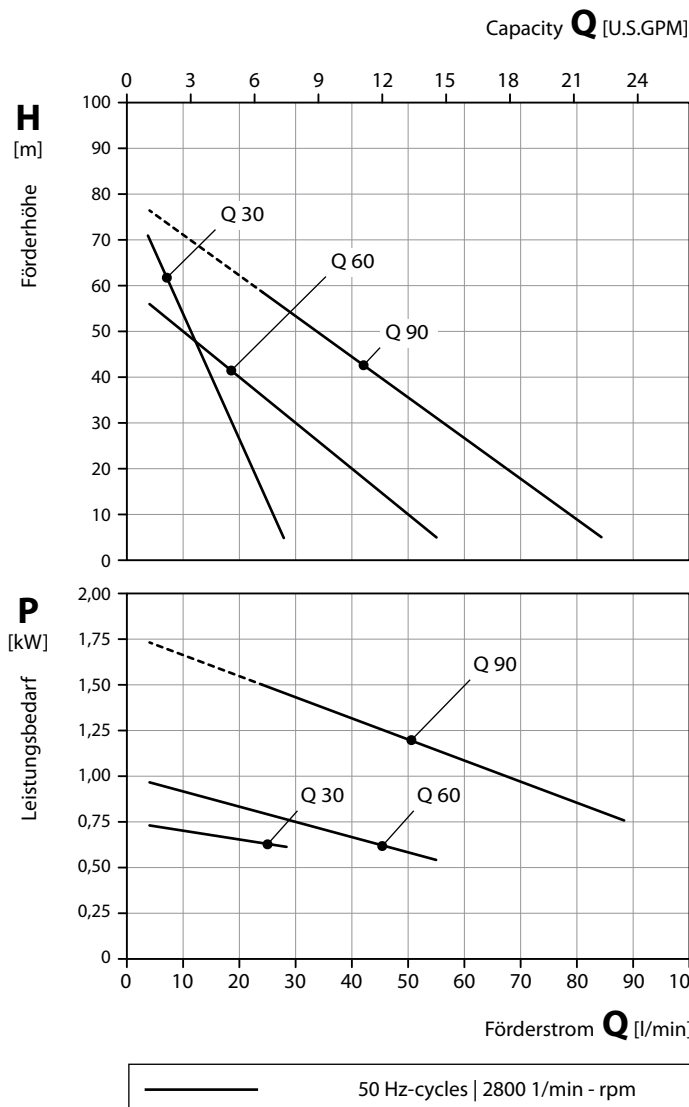 Capacity Q [U.S.GPM]
0 3 6 9 12 15 18 21 24
H
[m]
Förderhöhe
100
90
80
70
60
50
40
30
20
10
0
Q 30
Q 60
Q 90
P
[kW]
Leistungsbedarf
2,00
1,75
1,50
1,25
1,00
0,75
0,50
0,25
0
Q 90
Q 30
Q 60
0 10 20 30 40 50 60 70 80 90 100
Förderstrom Q [l/min]
50 Hz-cycles | 2800 1/min - rpm